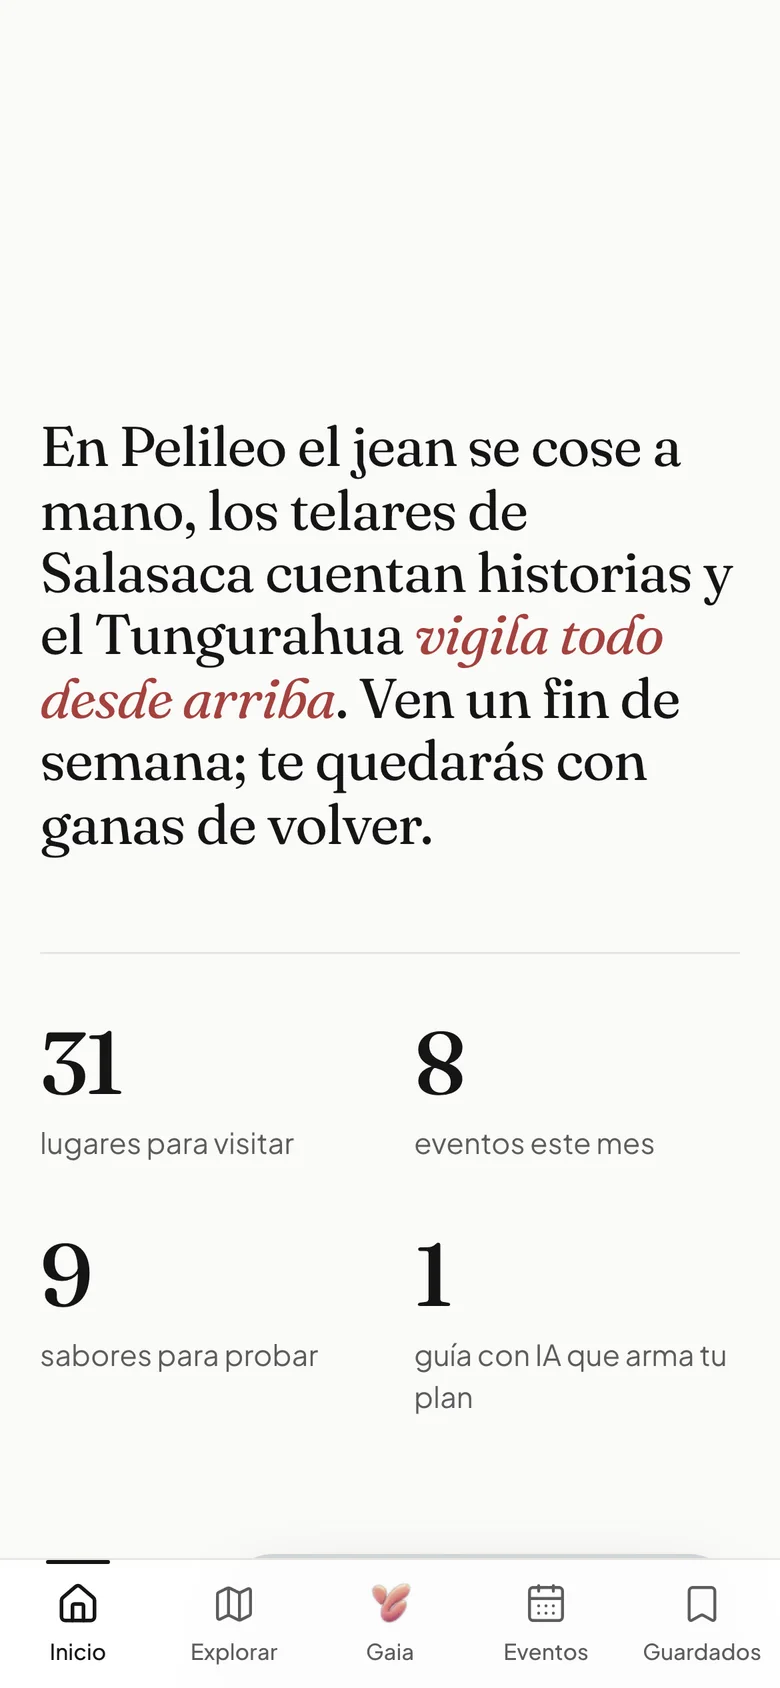 En Pelileo el jean se cose a
mano, los telares de
Salasaca cuentan historias y
el Tungurahua vigila todo
desde arriba. Ven un fin de
semana; te quedarás con
ganas de volver.
31
lugares para visitar
8
eventos este mes
9
sabores para probar
1
guía con IA que arma tu
plan
Inicio
Explorar
Gaia
Eventos
Guardados